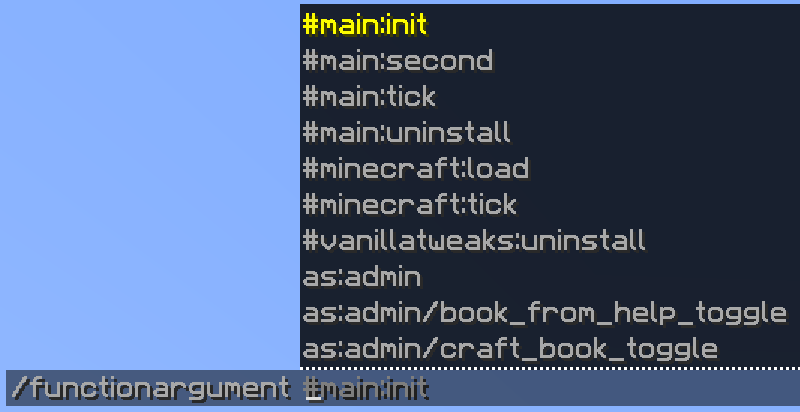 #main:init
#main:second
#main:tick
#main:uninstall
#minecraft:load
#minecraft:tick
#vanillatweaks:uninstall
as:admin
as:admin/book_from_help_toggle
as:admin/craft_book_toggle
/functionargument #main:init